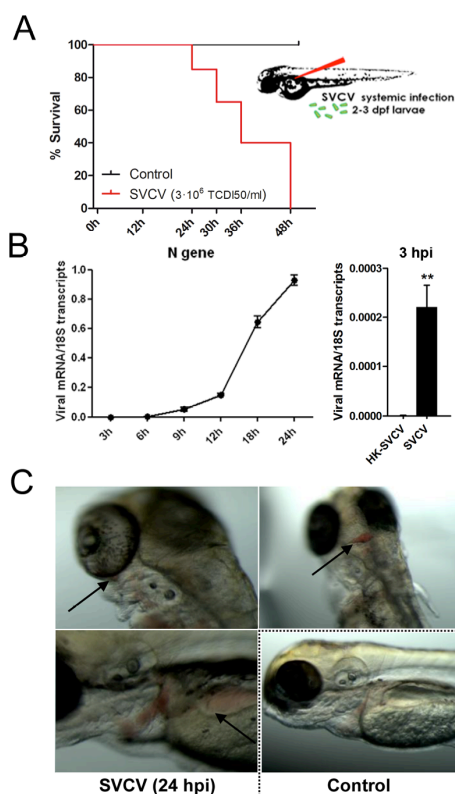 A
100
80
60
40
20
0
% Survival
SVCV systemic infection
2-3 dpf larvae
Control
SVCV (3·10⁶ TCDI50/ml)
0h 12h 24h 30h 36h 48h
B
N gene
Viral mRNA/18S transcripts
1.0
0.8
0.6
0.4
0.2
0.0
3h 6h 9h 12h 18h 24h
3 hpi
Viral mRNA/18S transcripts
0.0003
0.0002
0.0001
0.0000
**
HK-SVCV
SVCV
C
SVCV (24 hpi)
Control